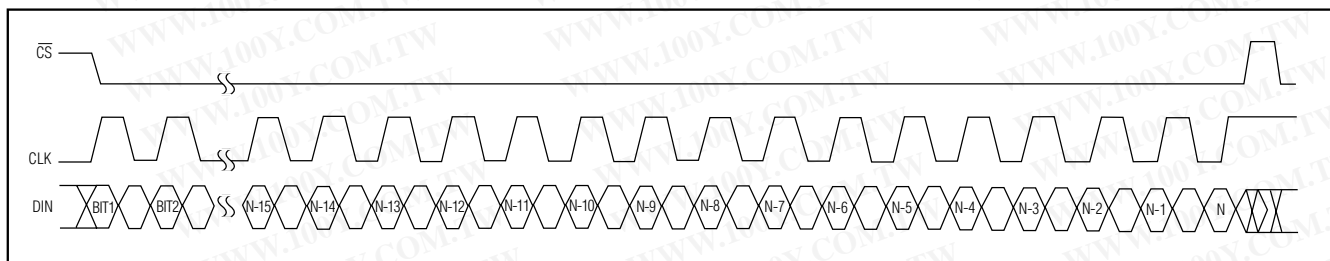 CS
CLK
DIN BIT1 BIT2 N-15 N-14 N-13 N-12 N-11 N-10 N-9 N-8 N-7 N-6 N-5 N-4 N-3 N-2 N-1 N
WWW.100Y.COM.TW